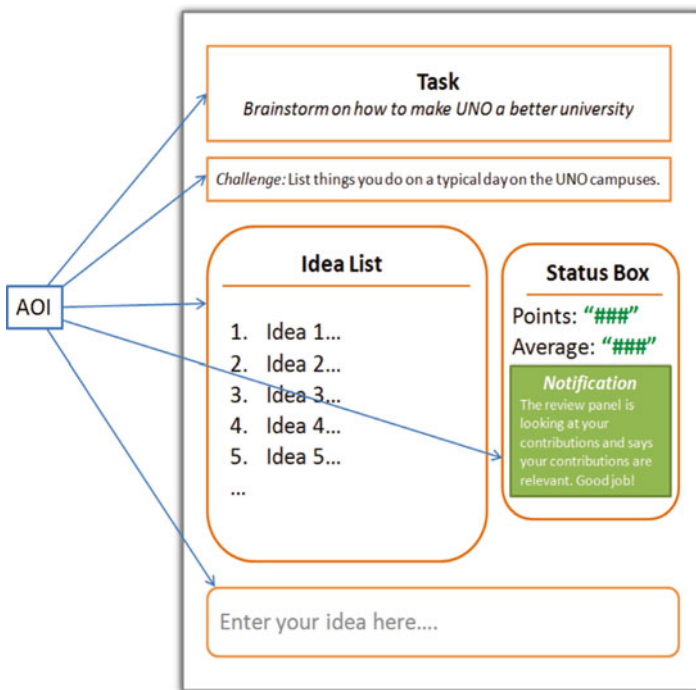 Task
Brainstorm on how to make UNO a better university
Challenge: List things you do on a typical day on the UNO campuses.
AOI
Idea List
1. Idea 1...
2. Idea 2...
3. Idea 3...
4. Idea 4...
5. Idea 5...
...
Status Box
Points: “###”
Average: “###”
Notification
The review panel is
looking at your
contributions and says
your contributions are
relevant. Good job!
Enter your idea here....